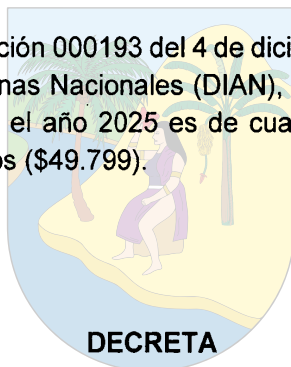 ción 000193 del 4 de dici
nas Nacionales (DIAN),
el año 2025 es de cua
os ($49.799).
DECRETA